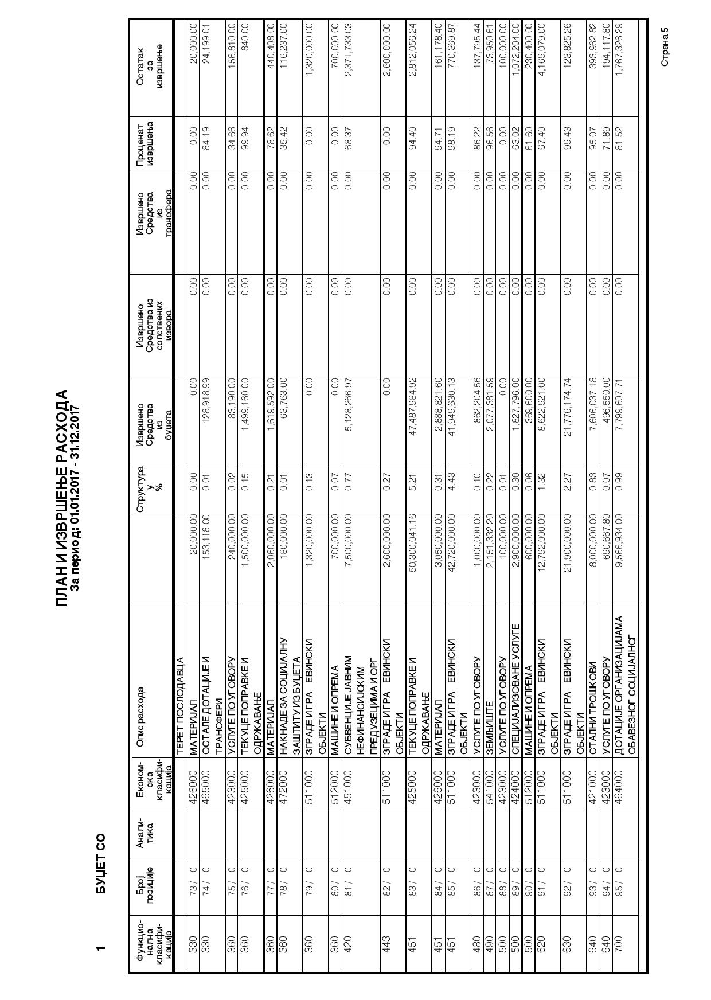 ПЛАН И ИЗВРШЕЊЕ РАСХОДА
За период: 01.01.2017 - 31.12.2017
1 БУЏЕТ СО
Функцио-
нална
класифи-
кација
Број
позиције
Анали-
тика
Економ-
ска
класифи-
кација
Опис расхода
Структура
у
%
Извршено
Средства
из
буџета
Извршено
Средства из
сопствених
извора
Извршено
Средства
из
трансфера
Проценат
извршења
Остатак
за
извршење
ТЕРЕТ ПОСЛОДАВЦА
330 73 / 0 426000 МАТЕРИЈАЛ 20,000.00 0.00 0.00 0.00 0.00 0.00 20,000.00
330 74 / 0 465000 ОСТАЛЕ ДОТАЦИЈЕ И 153,118.00 0.01 128,918.99 0.00 0.00 84.19 24,199.01
ТРАНСФЕРИ
360 75 / 0 423000 УСЛУГЕ ПО УГОВОРУ 240,000.00 0.02 83,190.00 0.00 0.00 34.66 156,810.00
360 76 / 0 425000 ТЕКУЦЕ ПОПРАВКЕ И 1,500,000.00 0.15 1,499,160.00 0.00 0.00 99.94 840.00
ОДРЖАВАЊЕ
360 77 / 0 426000 МАТЕРИЈАЛ 2,060,000.00 0.21 1,619,592.00 0.00 0.00 78.62 440,408.00
360 78 / 0 472000 НАКНАДЕ ЗА СОЦИЈАЛНУ 180,000.00 0.01 63,763.00 0.00 0.00 35.42 116,237.00
ЗАШТИТУ ИЗ БУЏЕТА
360 79 / 0 511000 ЗГРАДЕ И ГРА ЕВИНСКИ 1,320,000.00 0.13 0.00 0.00 0.00 0.00 1,320,000.00
ОБЈЕКТИ
360 80 / 0 512000 МАШИНЕ И ОПРЕМА 700,000.00 0.07 0.00 0.00 0.00 0.00 700,000.00
420 81 / 0 451000 СУБВЕНЦИЈЕ ЈАВНИМ 7,500,000.00 0.77 5,128,266.97 0.00 0.00 68.37 2,371,733.03
НЕФИНАНСИЈСКИМ
ПРЕДУЗЕЦИМА И ОРГ
443 82 / 0 511000 ЗГРАДЕ И ГРА ЕВИНСКИ 2,600,000.00 0.27 0.00 0.00 0.00 0.00 2,600,000.00
ОБЈЕКТИ
451 83 / 0 425000 ТЕКУЦЕ ПОПРАВКЕ И 50,300,041.16 5.21 47,487,984.92 0.00 0.00 94.40 2,812,056.24
ОДРЖАВАЊЕ
451 84 / 0 426000 МАТЕРИЈАЛ 3,050,000.00 0.31 2,888,821.60 0.00 0.00 94.71 161,178.40
451 85 / 0 511000 ЗГРАДЕ И ГРА ЕВИНСКИ 42,720,000.00 4.43 41,949,630.13 0.00 0.00 98.19 770,369.87
ОБЈЕКТИ
480 86 / 0 423000 УСЛУГЕ ПО УГОВОРУ 1,000,000.00 0.10 862,204.56 0.00 0.00 86.22 137,795.44
490 87 / 0 541000 ЗЕМЉИШТЕ 2,151,332.20 0.22 2,077,381.59 0.00 0.00 96.56 73,950.61
500 88 / 0 423000 УСЛУГЕ ПО УГОВОРУ 100,000.00 0.01 0.00 0.00 0.00 0.00 100,000.00
500 89 / 0 424000 СПЕЦИЈАЛИЗОВАНЕ УСЛУГЕ 2,900,000.00 0.30 1,827,796.00 0.00 0.00 63.02 1,072,204.00
500 90 / 0 512000 МАШИНЕ И ОПРЕМА 600,000.00 0.06 369,600.00 0.00 0.00 61.60 230,400.00
620 91 / 0 511000 ЗГРАДЕ И ГРА ЕВИНСКИ 12,792,000.00 1.32 8,622,921.00 0.00 0.00 67.40 4,169,079.00
ОБЈЕКТИ
630 92 / 0 511000 ЗГРАДЕ И ГРА ЕВИНСКИ 21,900,000.00 2.27 21,776,174.74 0.00 0.00 99.43 123,825.26
ОБЈЕКТИ
640 93 / 0 421000 СТАЛНИ ТРОШКОВИ 8,000,000.00 0.83 7,606,037.18 0.00 0.00 95.07 393,962.82
640 94 / 0 423000 УСЛУГЕ ПО УГОВОРУ 690,667.80 0.07 496,550.00 0.00 0.00 71.89 194,117.80
700 95 / 0 464000 ДОТАЦИЈЕ ОРГАНИЗАЦИЈАМА 9,566,934.00 0.99 7,799,607.71 0.00 0.00 81.52 1,767,326.29
ОБАВЕЗНОГ СОЦИЈАЛНОГ
Страна 5